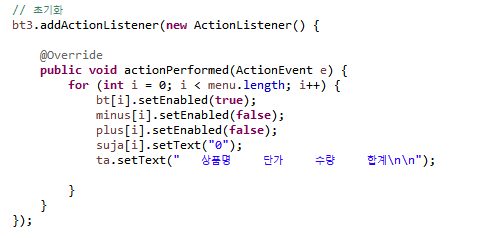 // 초기화
bt3.addActionListener(new ActionListener() {
@Override
public void actionPerformed(ActionEvent e) {
for (int i = 0; i < menu.length; i++) {
bt[i].setEnabled(true);
minus[i].setEnabled(false);
plus[i].setEnabled(false);
suja[i].setText("0");
ta.setText("   상품명     단가     수량     합계\n\n");
}
}
});